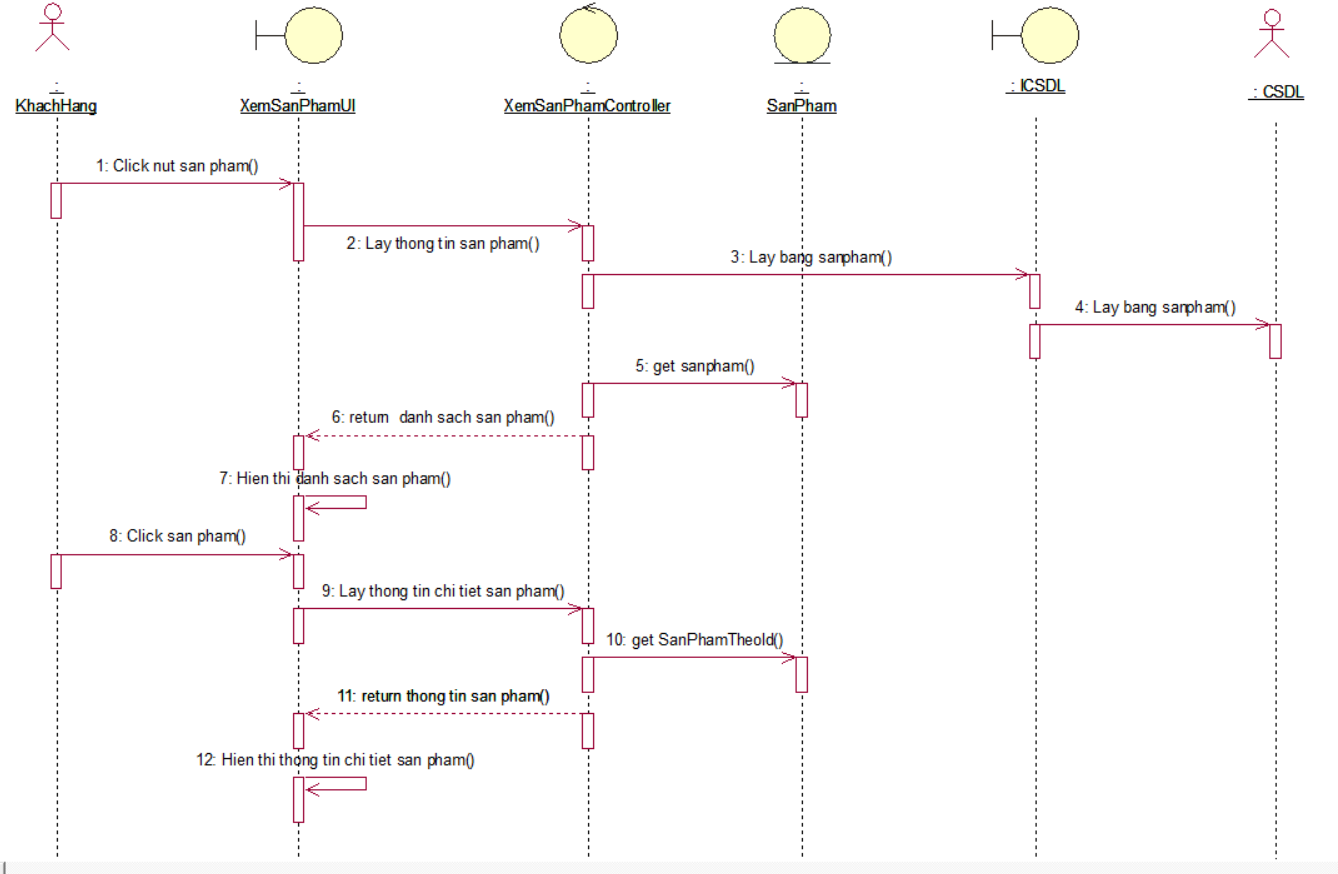 :
KhachHang
:
XemSanPhamUI
:
XemSanPhamController
:
SanPham
: ICSDL
: CSDL
1: Click nut san pham()
2: Lay thong tin san pham()
3: Lay bang sanpham()
4: Lay bang sanpham()
5: get sanpham()
6: return danh sach san pham()
7: Hien thi danh sach san pham()
8: Click san pham()
9: Lay thong tin chi tiet san pham()
10: get SanPhamTheoId()
11: return thong tin san pham()
12: Hien thi thong tin chi tiet san pham()